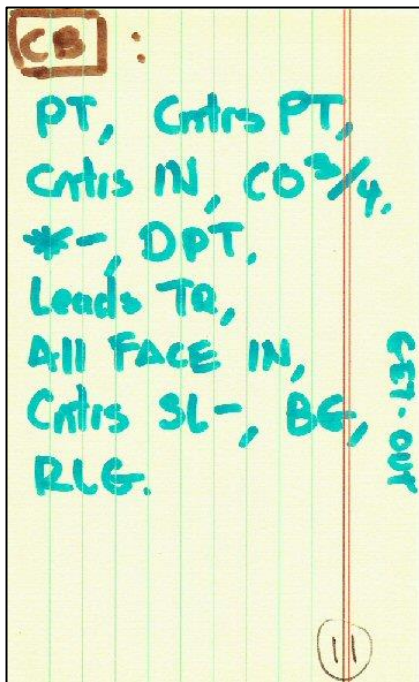 CB :
PT, Cntrs PT,
Cntrs IN, CO 3/4,
*-, DPT,
Leads TQ,
All FACE IN,
Cntrs SL-, BG,
RLG.
GET-OUT
11